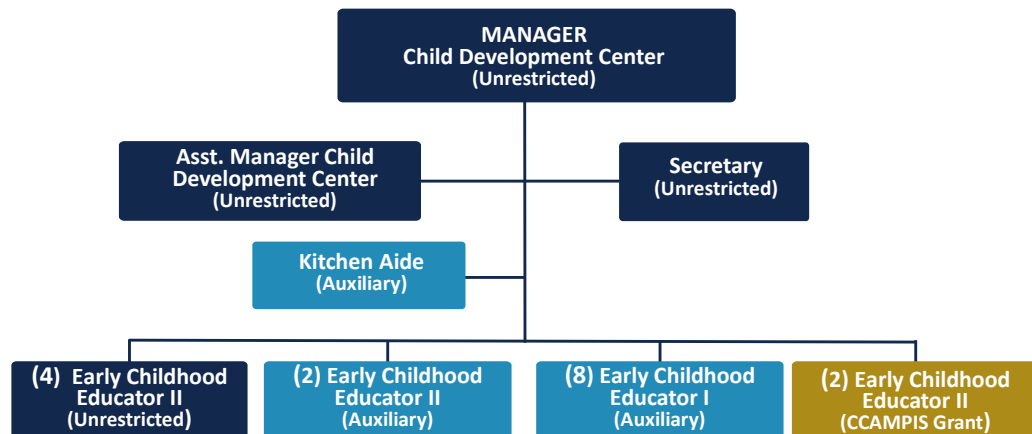 MANAGER
Child Development Center
(Unrestricted)
Asst. Manager Child
Development Center
(Unrestricted)
Secretary
(Unrestricted)
Kitchen Aide
(Auxiliary)
(4) Early Childhood
Educator II
(Unrestricted)
(2) Early Childhood
Educator II
(Auxiliary)
(8) Early Childhood
Educator I
(Auxiliary)
(2) Early Childhood
Educator II
(CCAMPIS Grant)